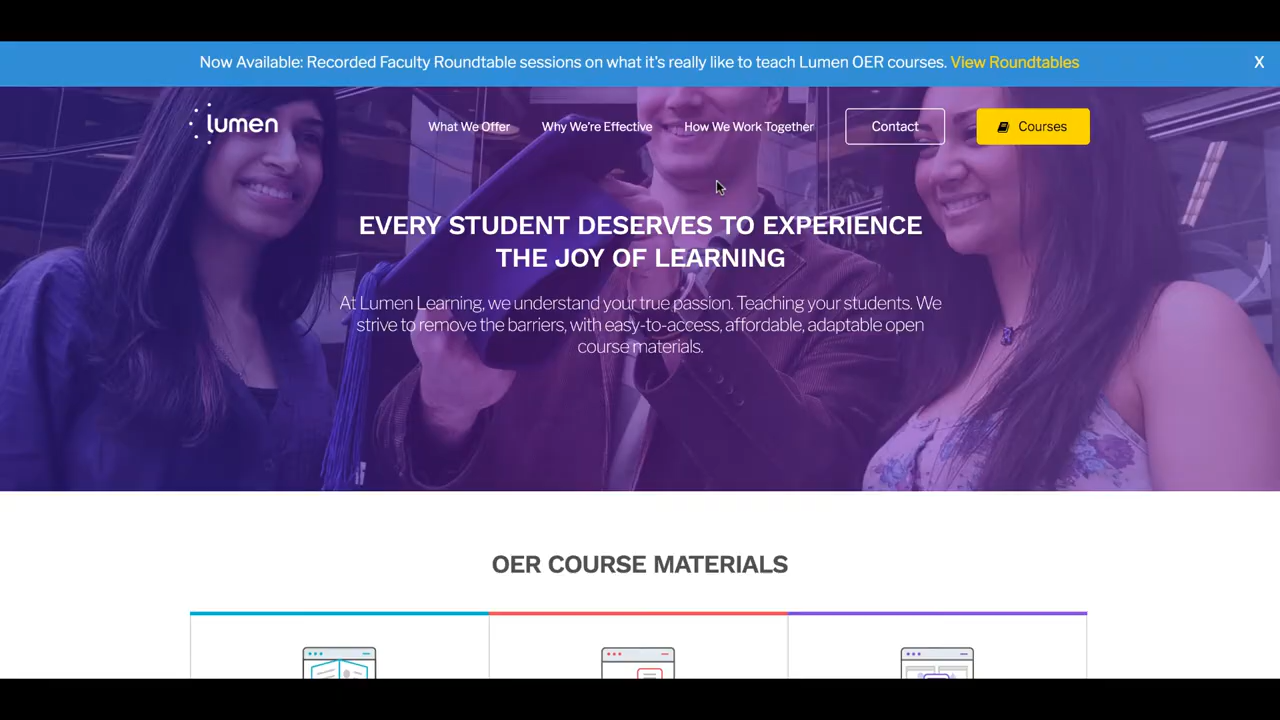 Now Available: Recorded Faculty Roundtable sessions on what it's really like to teach Lumen OER courses. View Roundtables X
lumen What We Offer Why We're Effective How We Work Together Contact Courses
EVERY STUDENT DESERVES TO EXPERIENCE
THE JOY OF LEARNING
At Lumen Learning, we understand your true passion. Teaching your students. We
strive to remove the barriers, with easy-to-access, affordable, adaptable open
course materials.
OER COURSE MATERIALS